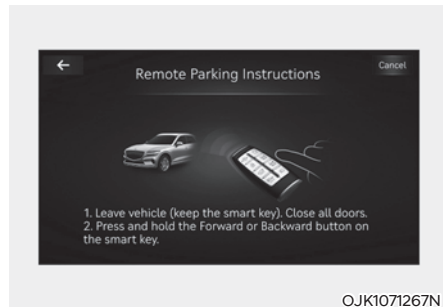 Remote Parking Instructions
Cancel
1. Leave vehicle (keep the smart key). Close all doors.
2. Press and hold the Forward or Backward button on
the smart key.
OJK1071267N